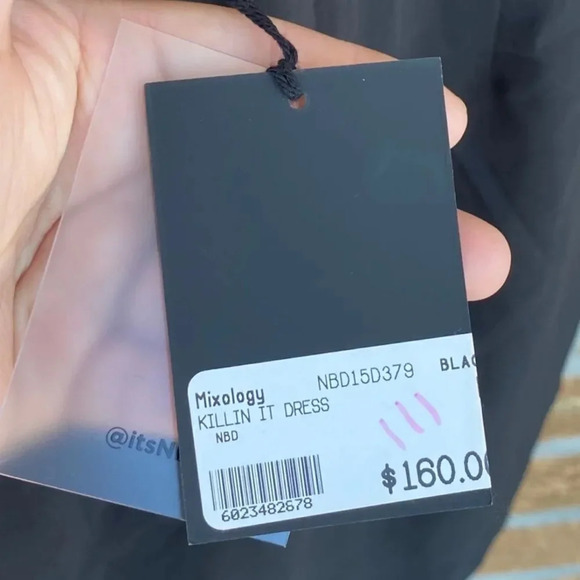 Mixology NBD15D379 BLAC
KILLIN IT DRESS
NBD
$160.0
6023482678
@itsN